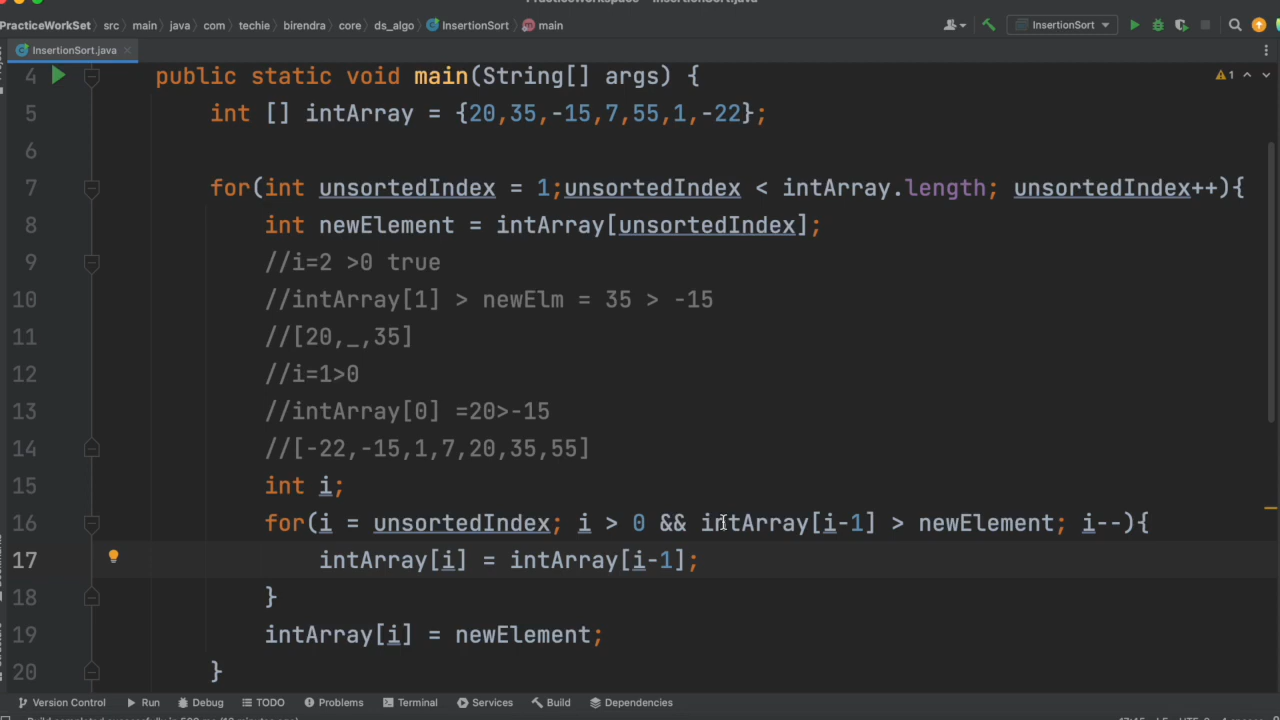 PracticeWorkspace – InsertionSort.java
PracticeWorkSet src main java com techie birendra core ds_algo InsertionSort main InsertionSort
InsertionSort.java
1
4 public static void main(String[] args) {
5 int [] intArray = {20,35,-15,7,55,1,-22};
6
7 for(int unsortedIndex = 1;unsortedIndex < intArray.length; unsortedIndex++){
8 int newElement = intArray[unsortedIndex];
9 //i=2 >0 true
10 //intArray[1] > newElm = 35 > -15
11 //[20,_,35]
12 //i=1>0
13 //intArray[0] =20>-15
14 //[-22,-15,1,7,20,35,55]
15 int i;
16 for(i = unsortedIndex; i > 0 && intArray[i-1] > newElement; i--){
17 intArray[i] = intArray[i-1];
18 }
19 intArray[i] = newElement;
20 }
Version Control Run Debug TODO Problems Terminal Services Build Dependencies